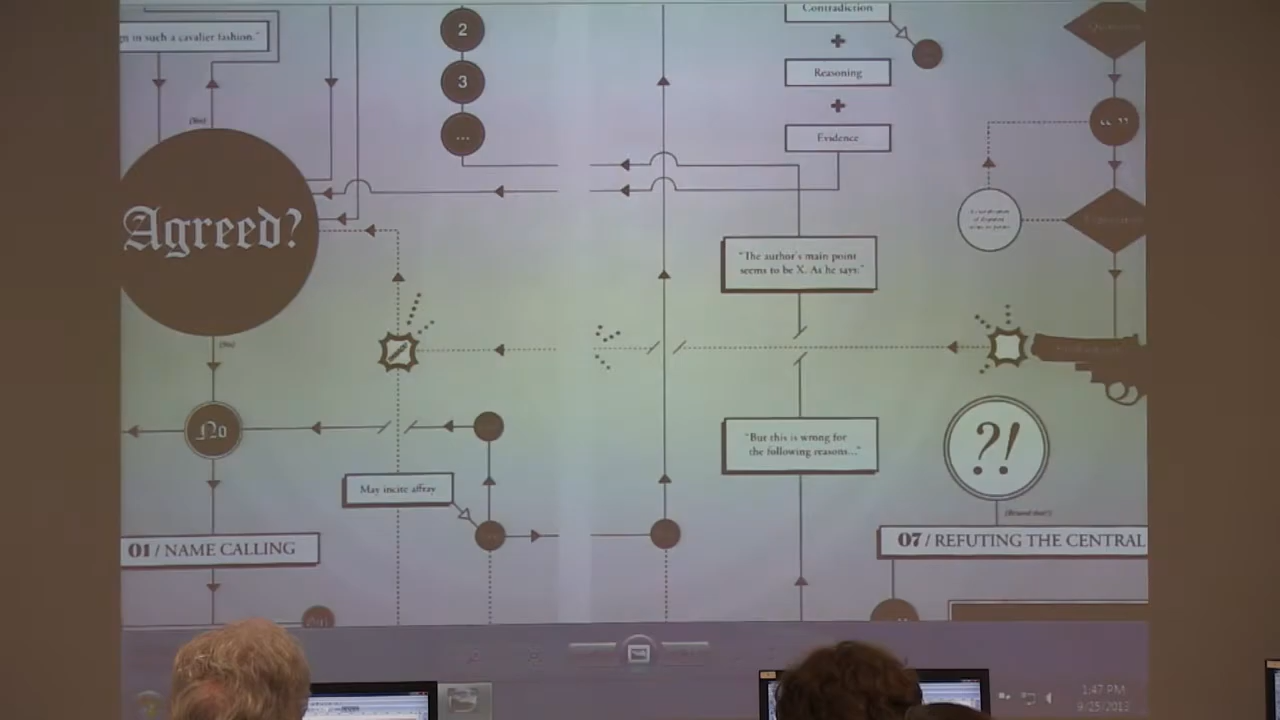 in such a cavalier fashion."
2
3
...
Contradiction
Reasoning
Evidence
(Yes)
Agreed?
"The author's main point
seems to be X. As he says:"
(No)
No
"But this is wrong for
the following reasons..."
?!
May incite affray
01 / NAME CALLING
07 / REFUTING THE CENTRAL
1:47 PM
9/25/2013